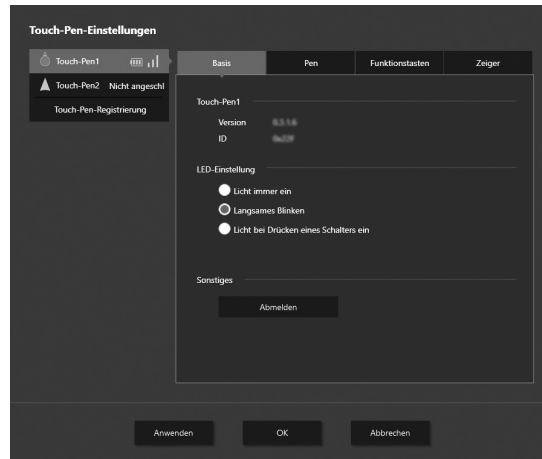 Touch-Pen-Einstellungen
Touch-Pen1
Touch-Pen2 Nicht angeschl
Touch-Pen-Registrierung
Basis Pen Funktionstasten Zeiger
Touch-Pen1
Version
ID
LED-Einstellung
Licht immer ein
Langsames Blinken
Licht bei Drücken eines Schalters ein
Sonstiges
Abmelden
Anwenden OK Abbrechen